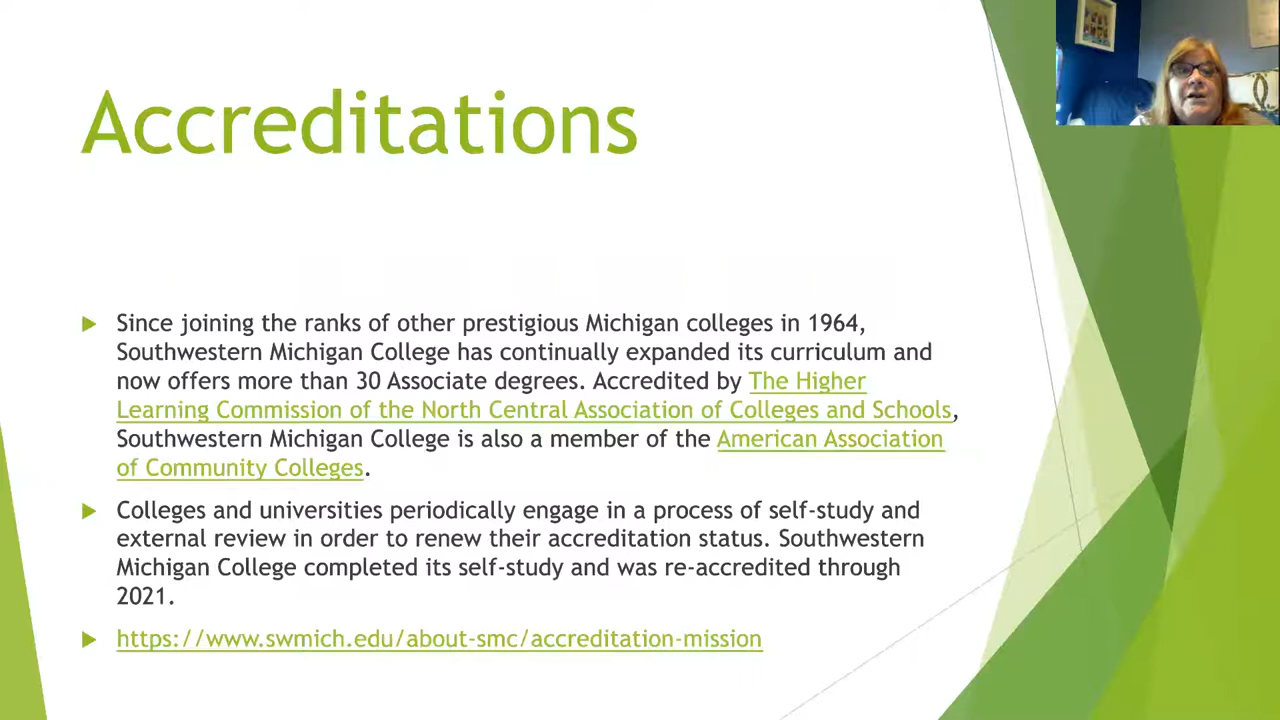 Accreditations
Since joining the ranks of other prestigious Michigan colleges in 1964,
Southwestern Michigan College has continually expanded its curriculum and
now offers more than 30 Associate degrees. Accredited by The Higher
Learning Commission of the North Central Association of Colleges and Schools,
Southwestern Michigan College is also a member of the American Association
of Community Colleges.
Colleges and universities periodically engage in a process of self-study and
external review in order to renew their accreditation status. Southwestern
Michigan College completed its self-study and was re-accredited through
2021.
https://www.swmich.edu/about-smc/accreditation-mission